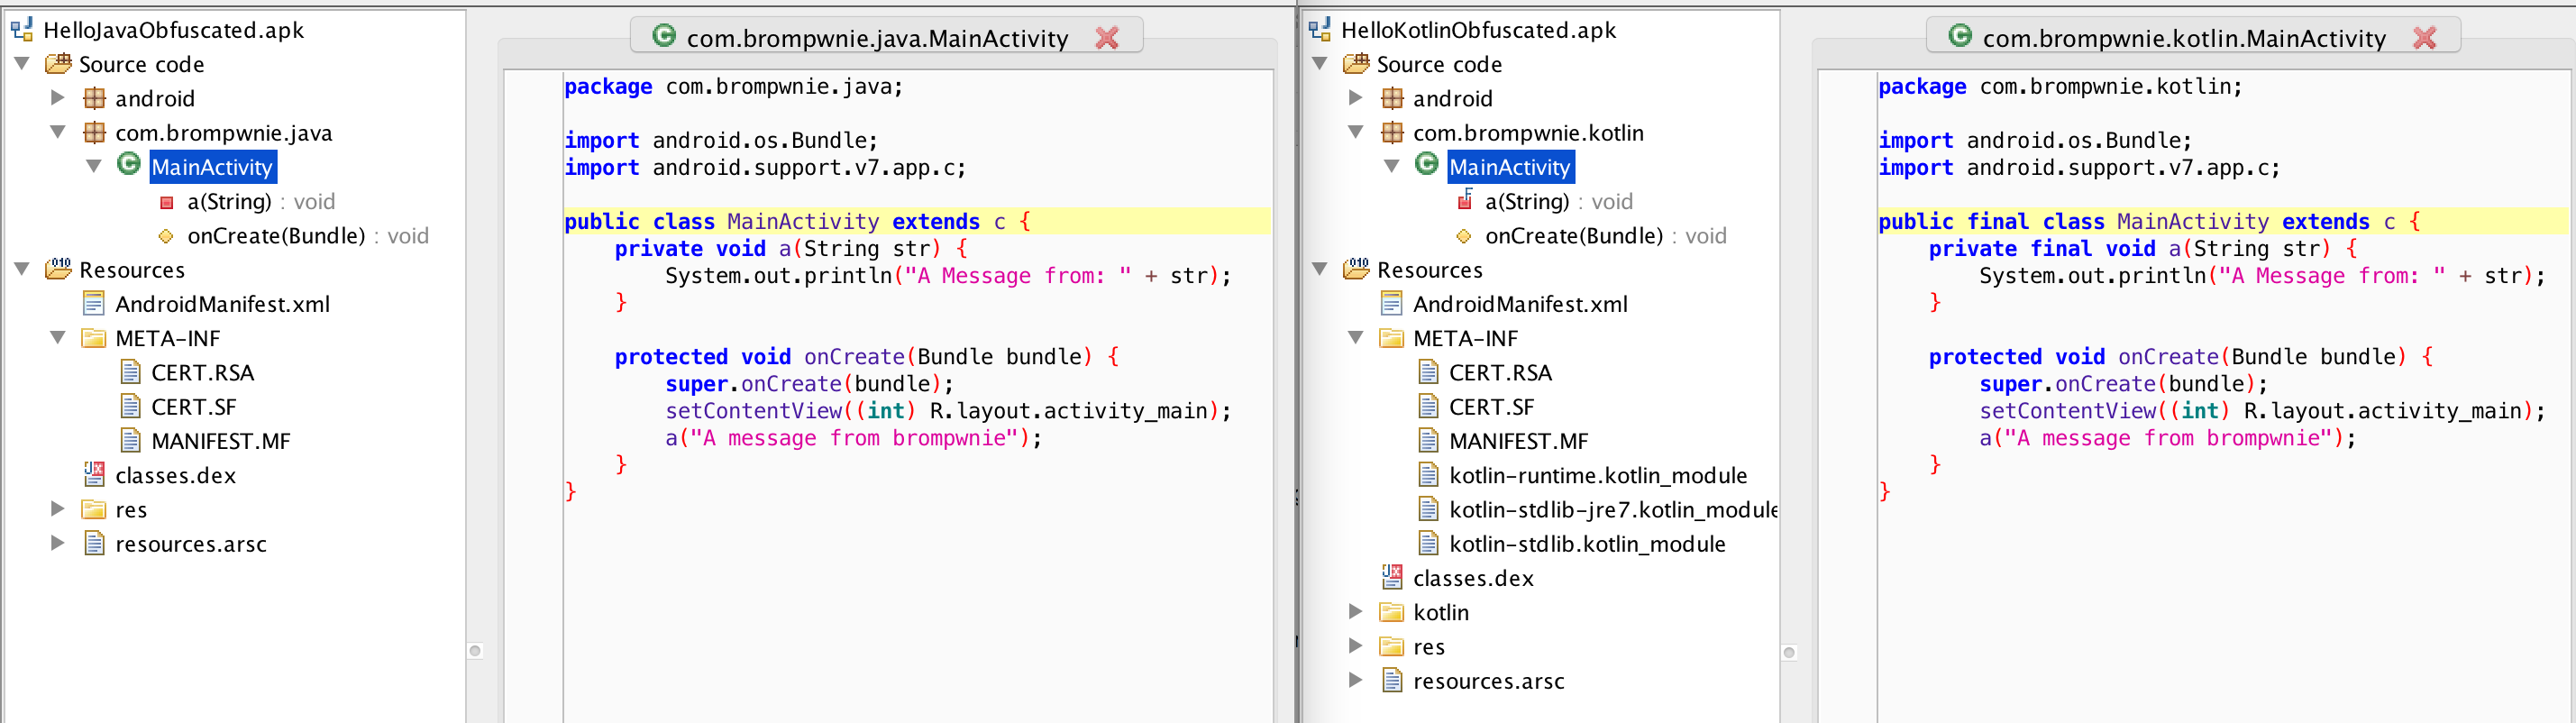 HelloJavaObfuscated.apk
Source code
android
com.brompwnie.java
MainActivity
a(String) : void
onCreate(Bundle) : void
Resources
AndroidManifest.xml
META-INF
CERT.RSA
CERT.SF
MANIFEST.MF
classes.dex
res
resources.arsc
com.brompwnie.java.MainActivity
package com.brompwnie.java;
import android.os.Bundle;
import android.support.v7.app.c;
public class MainActivity extends c {
private void a(String str) {
System.out.println("A Message from: " + str);
}
protected void onCreate(Bundle bundle) {
super.onCreate(bundle);
setContentView((int) R.layout.activity_main);
a("A message from brompwnie");
}
}
HelloKotlinObfuscated.apk
Source code
android
com.brompwnie.kotlin
MainActivity
a(String) : void
onCreate(Bundle) : void
Resources
AndroidManifest.xml
META-INF
CERT.RSA
CERT.SF
MANIFEST.MF
kotlin-runtime.kotlin_module
kotlin-stdlib-jre7.kotlin_module
kotlin-stdlib.kotlin_module
classes.dex
kotlin
res
resources.arsc
com.brompwnie.kotlin.MainActivity
package com.brompwnie.kotlin;
import android.os.Bundle;
import android.support.v7.app.c;
public final class MainActivity extends c {
private final void a(String str) {
System.out.println("A Message from: " + str);
}
protected void onCreate(Bundle bundle) {
super.onCreate(bundle);
setContentView((int) R.layout.activity_main);
a("A message from brompwnie");
}
}